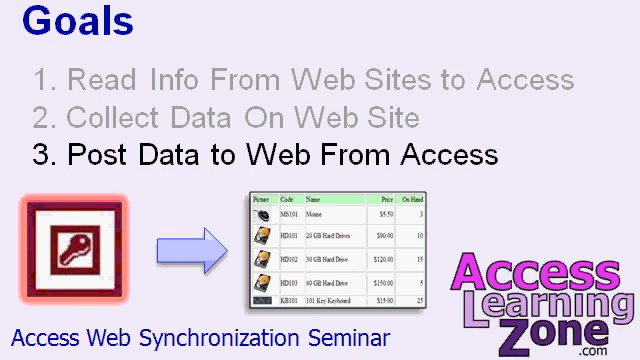 Goals
1. Read Info From Web Sites to Access
2. Collect Data On Web Site
3. Post Data to Web From Access
Picture Code Name Price On Hand
MS101 Mouse $5.50 3
HD101 20 GB Hard Drives $90.00 10
HD102 30 GB Hard Drive $120.00 15
HD103 40 GB Hard Drive $150.00 5
KB101 101 Key Keyboard $15.00 25
Access Web Synchronization Seminar
Access
Learning
Zone
.com